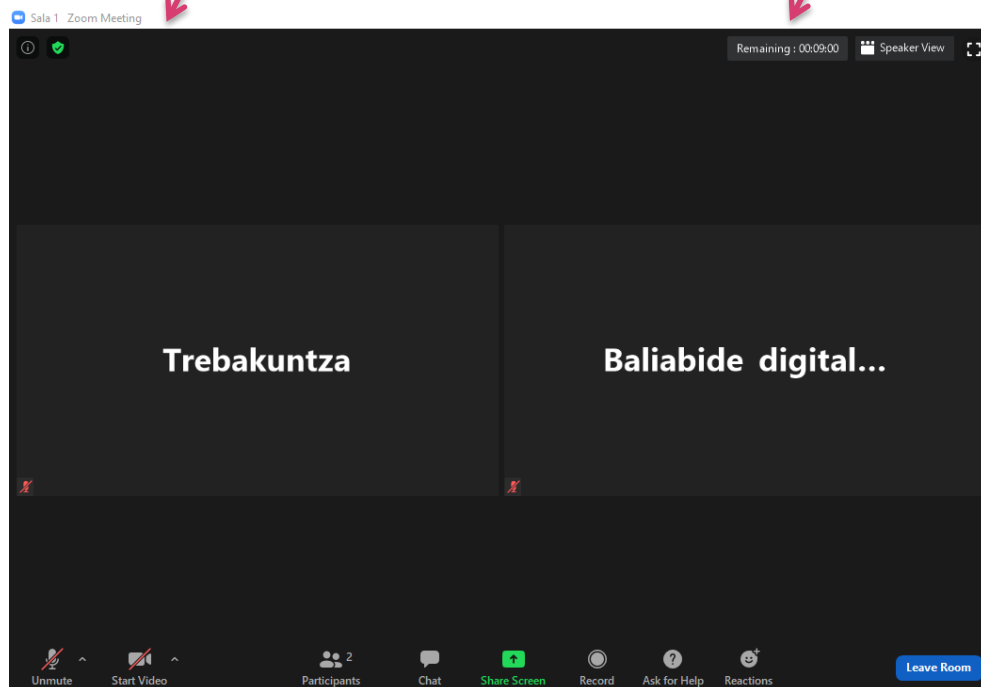 Sala 1 Zoom Meeting
Remaining : 00:09:00 Speaker View
Trebakuntza
Baliabide digital...
Unmute Start Video Participants 2 Chat Share Screen Record Ask for Help Reactions Leave Room